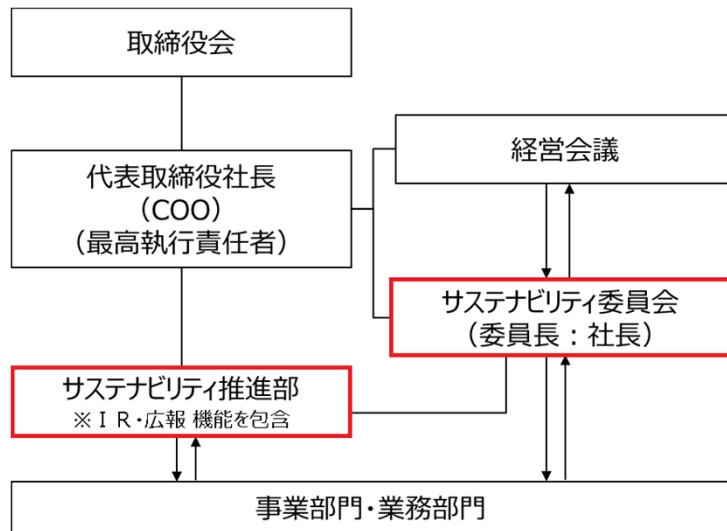 取締役会
代表取締役社長
（COO）
（最高執行責任者）
経営会議
サステナビリティ委員会
（委員長：社長）
サステナビリティ推進部
※ＩＲ・広報 機能を包含
事業部門・業務部門